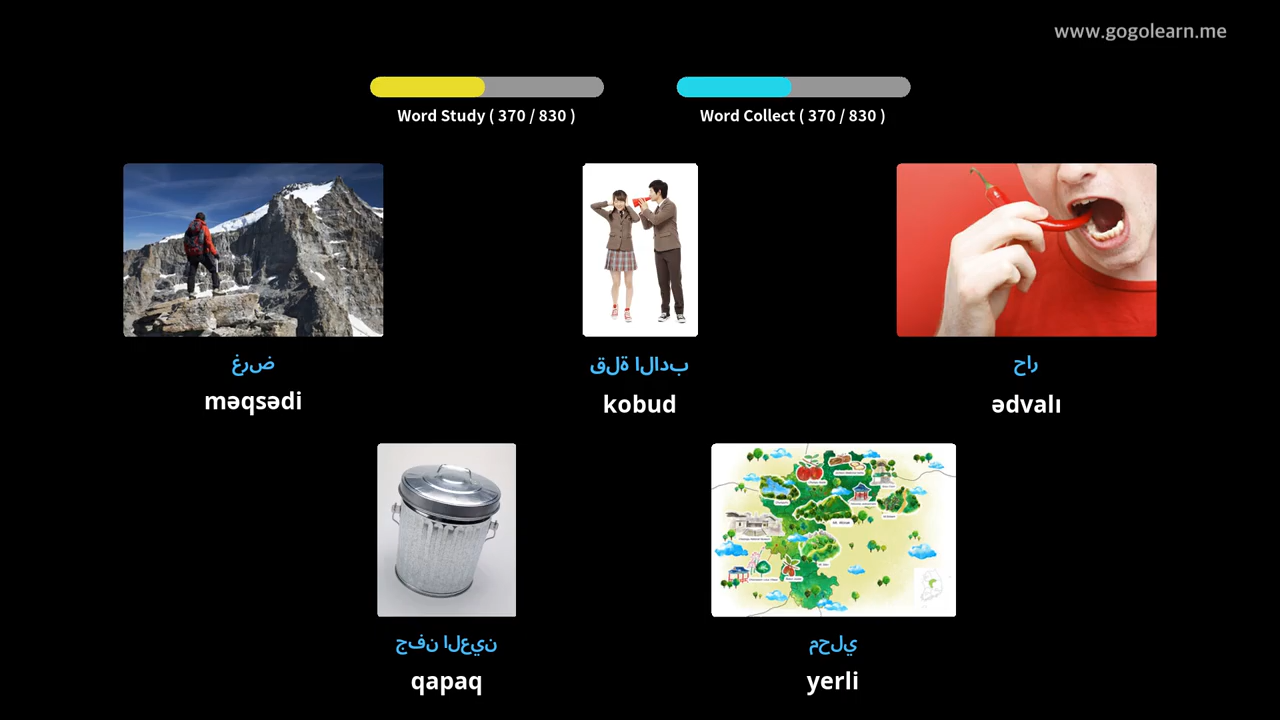 www.gogolearn.me
Word Study ( 370 / 830 )
Word Collect ( 370 / 830 )
غرض
məqsədi
قلة الادب
kobud
حار
ədvalı
جفن العين
qapaq
محلي
yerli